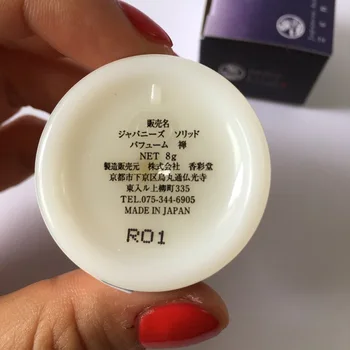 販売名
ジャパニーズ ソリッド
パフューム 禅
NET 8g
製造販売元 株式会社 香彩堂
京都市下京区烏丸通仏光寺
東入ル上柳町335
TEL.075-344-6905
MADE IN JAPAN
R01